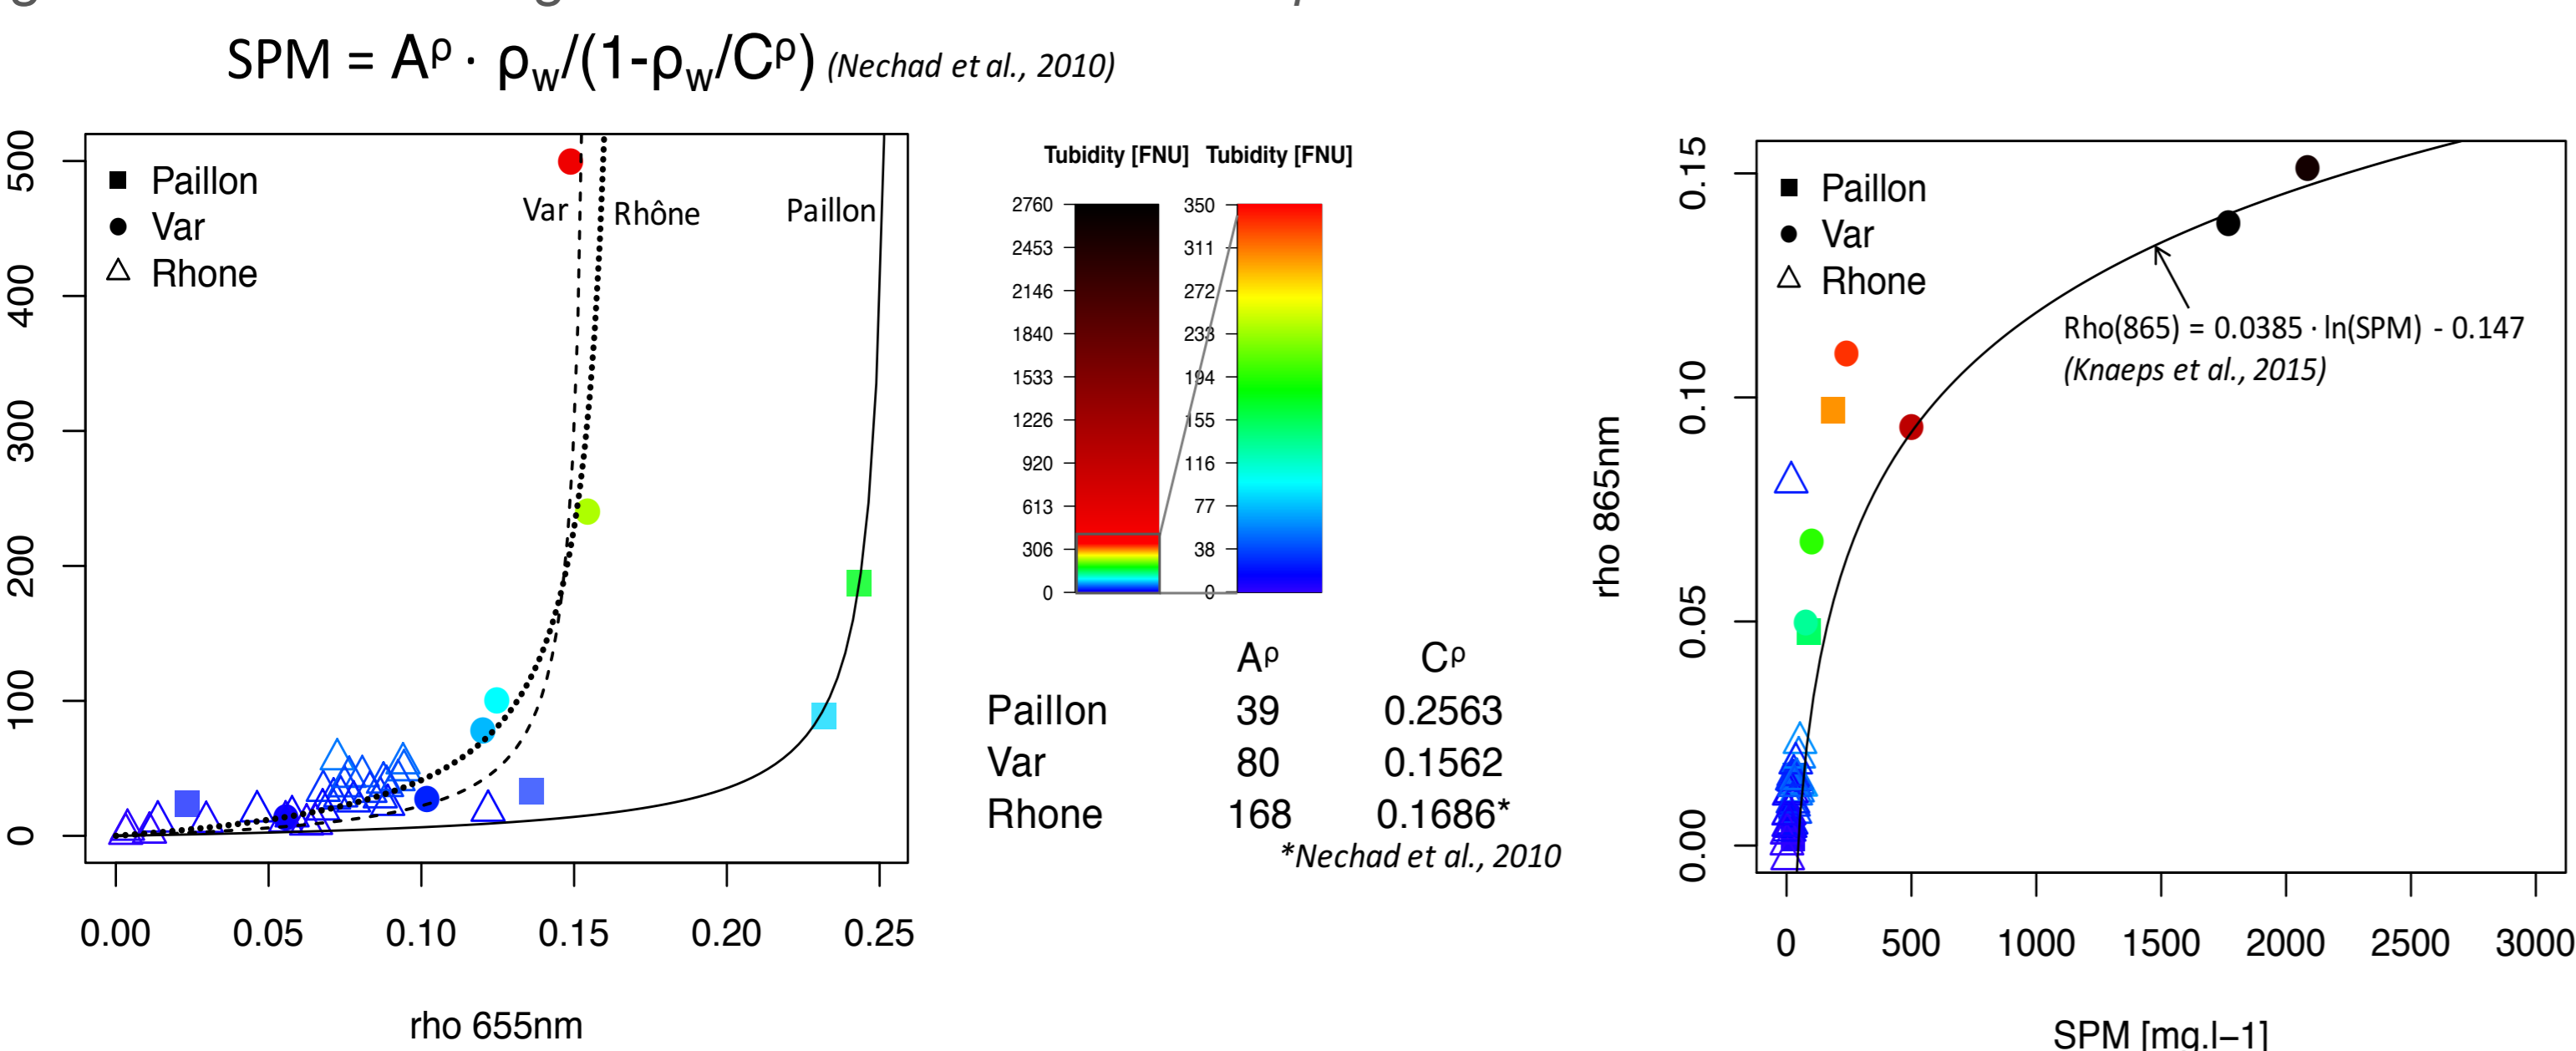 SPM = Aᵖ · ρw/(1-ρw/Cᵖ) (Nechad et al., 2010)
Paillon
Var
Rhone
Var
Rhône
Paillon
500
400
300
200
100
0
0.00 0.05 0.10 0.15 0.20 0.25
rho 655nm
Tubidity [FNU] Tubidity [FNU]
2760
2453
2146
1840
1533
1226
920
613
306
0
350
311
272
233
194
155
116
77
38
0
Aᵖ Cᵖ
Paillon 39 0.2563
Var 80 0.1562
Rhone 168 0.1686*
*Nechad et al., 2010
rho 865nm
0.15
0.10
0.05
0.00
Paillon
Var
Rhone
Rho(865) = 0.0385 · ln(SPM) - 0.147
(Knaeps et al., 2015)
0 500 1000 1500 2000 2500 3000
SPM [mg.l−1]